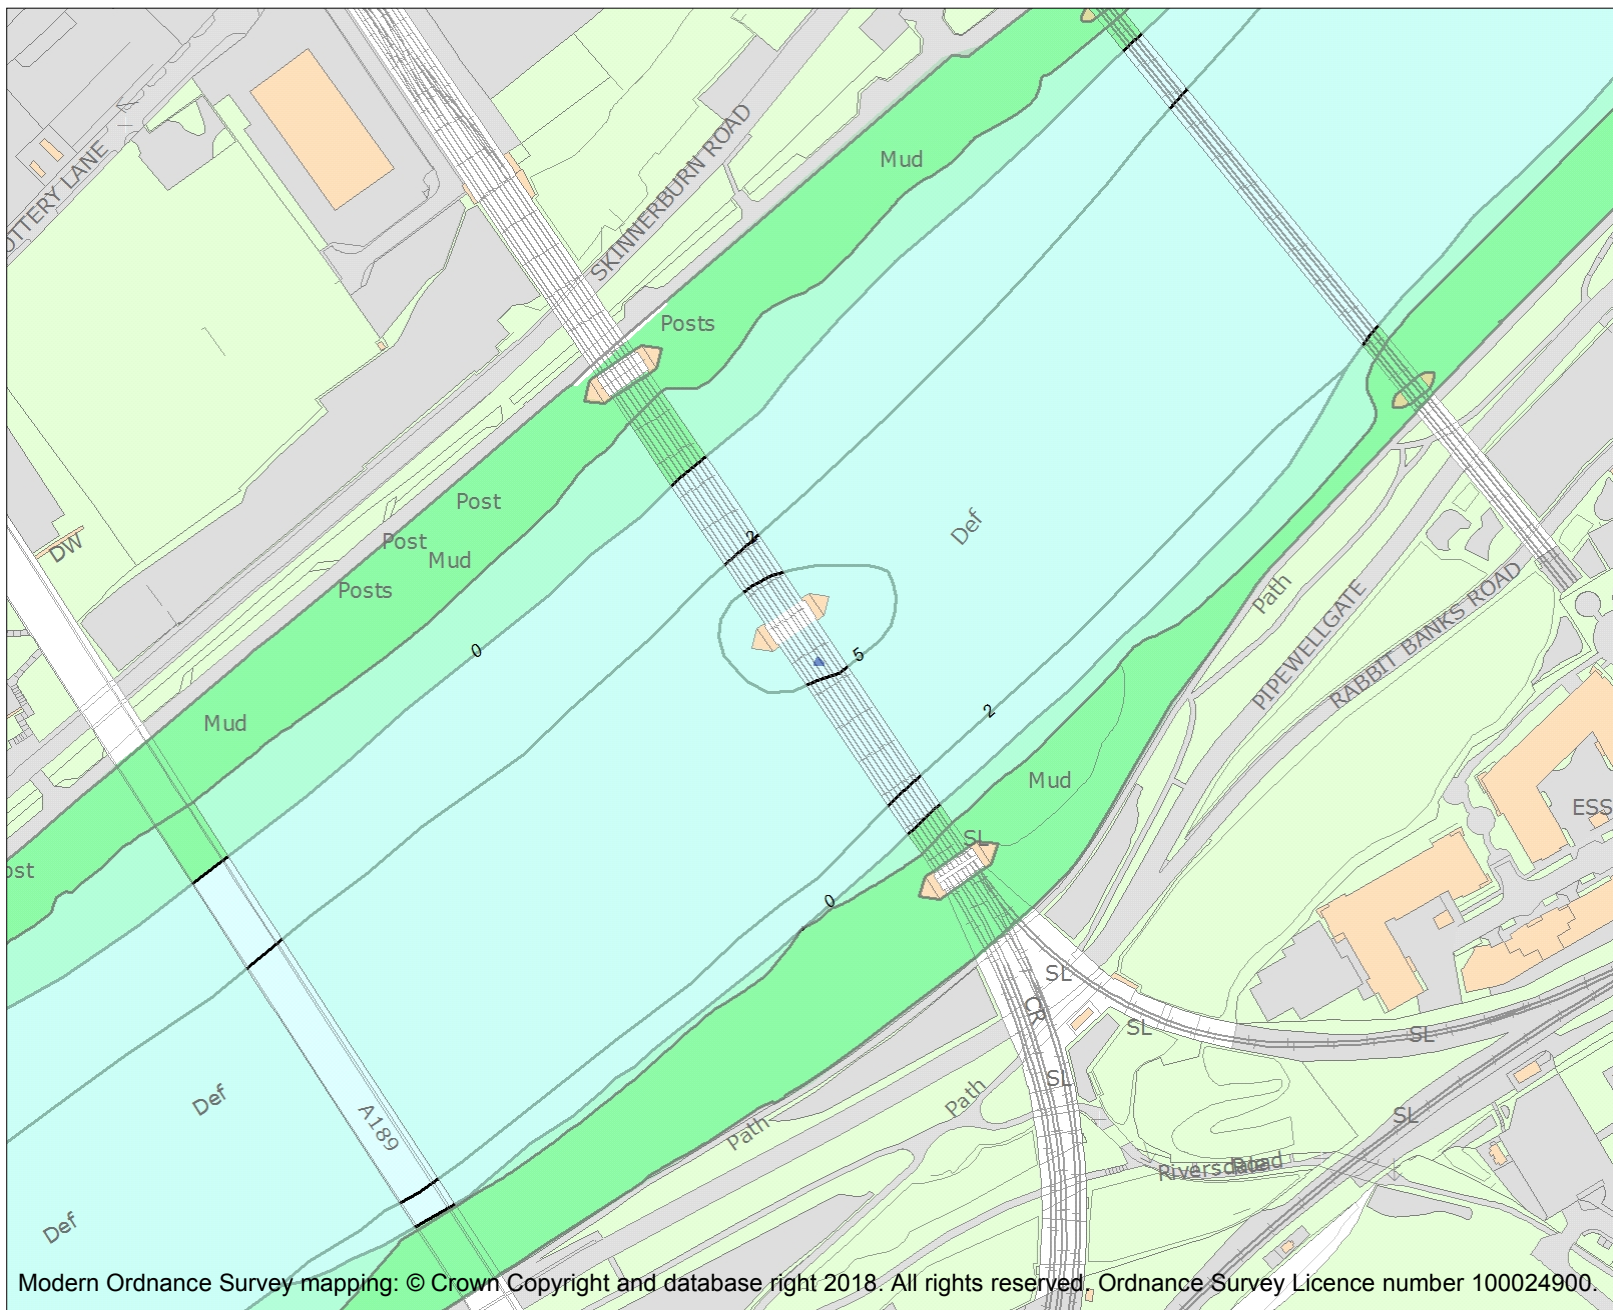 OTTERY LANE
SKINNERBURN ROAD
Mud
Posts
Post
Post
Mud
Posts
DW
Def
2
0
5
2
Path
PIPEWELLGATE
RABBIT BANKS ROAD
Mud
Mud
ESS
SL
ost
0
SL
CR
SL
SL
SL
SL
Def
A189
Path
Path
Riversdale
Road
Def
Modern Ordnance Survey mapping: © Crown Copyright and database right 2018. All rights reserved. Ordnance Survey Licence number 100024900.